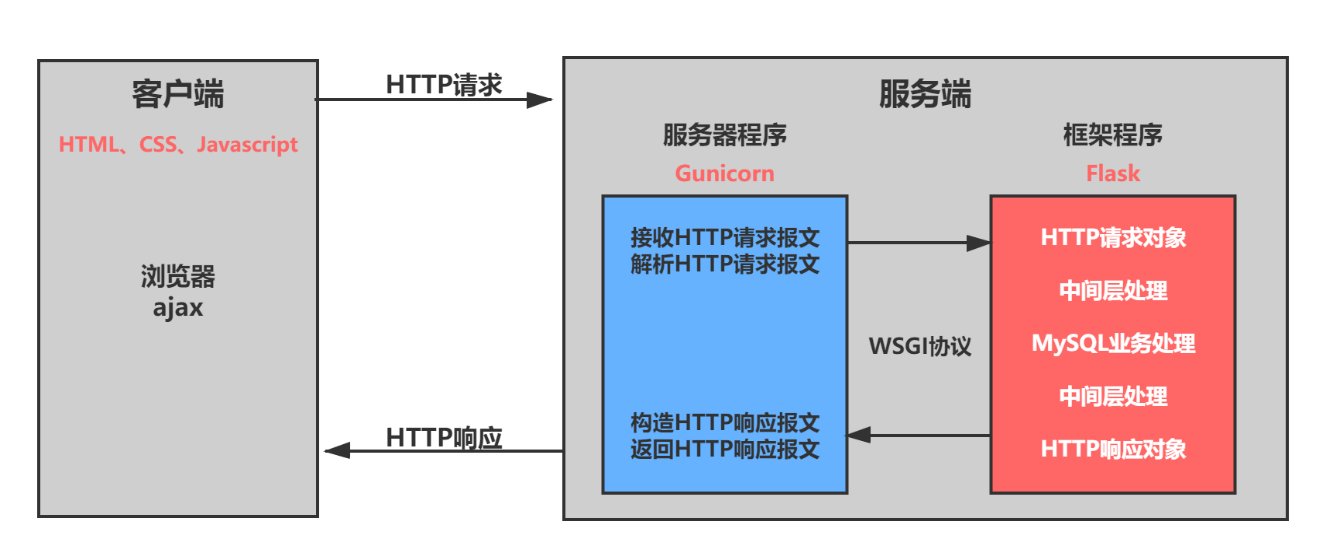 客户端
HTML、CSS、Javascript
浏览器
ajax
HTTP请求
HTTP响应
服务端
服务器程序
Gunicorn
接收HTTP请求报文
解析HTTP请求报文
构造HTTP响应报文
返回HTTP响应报文
WSGI协议
框架程序
Flask
HTTP请求对象
中间层处理
MySQL业务处理
中间层处理
HTTP响应对象